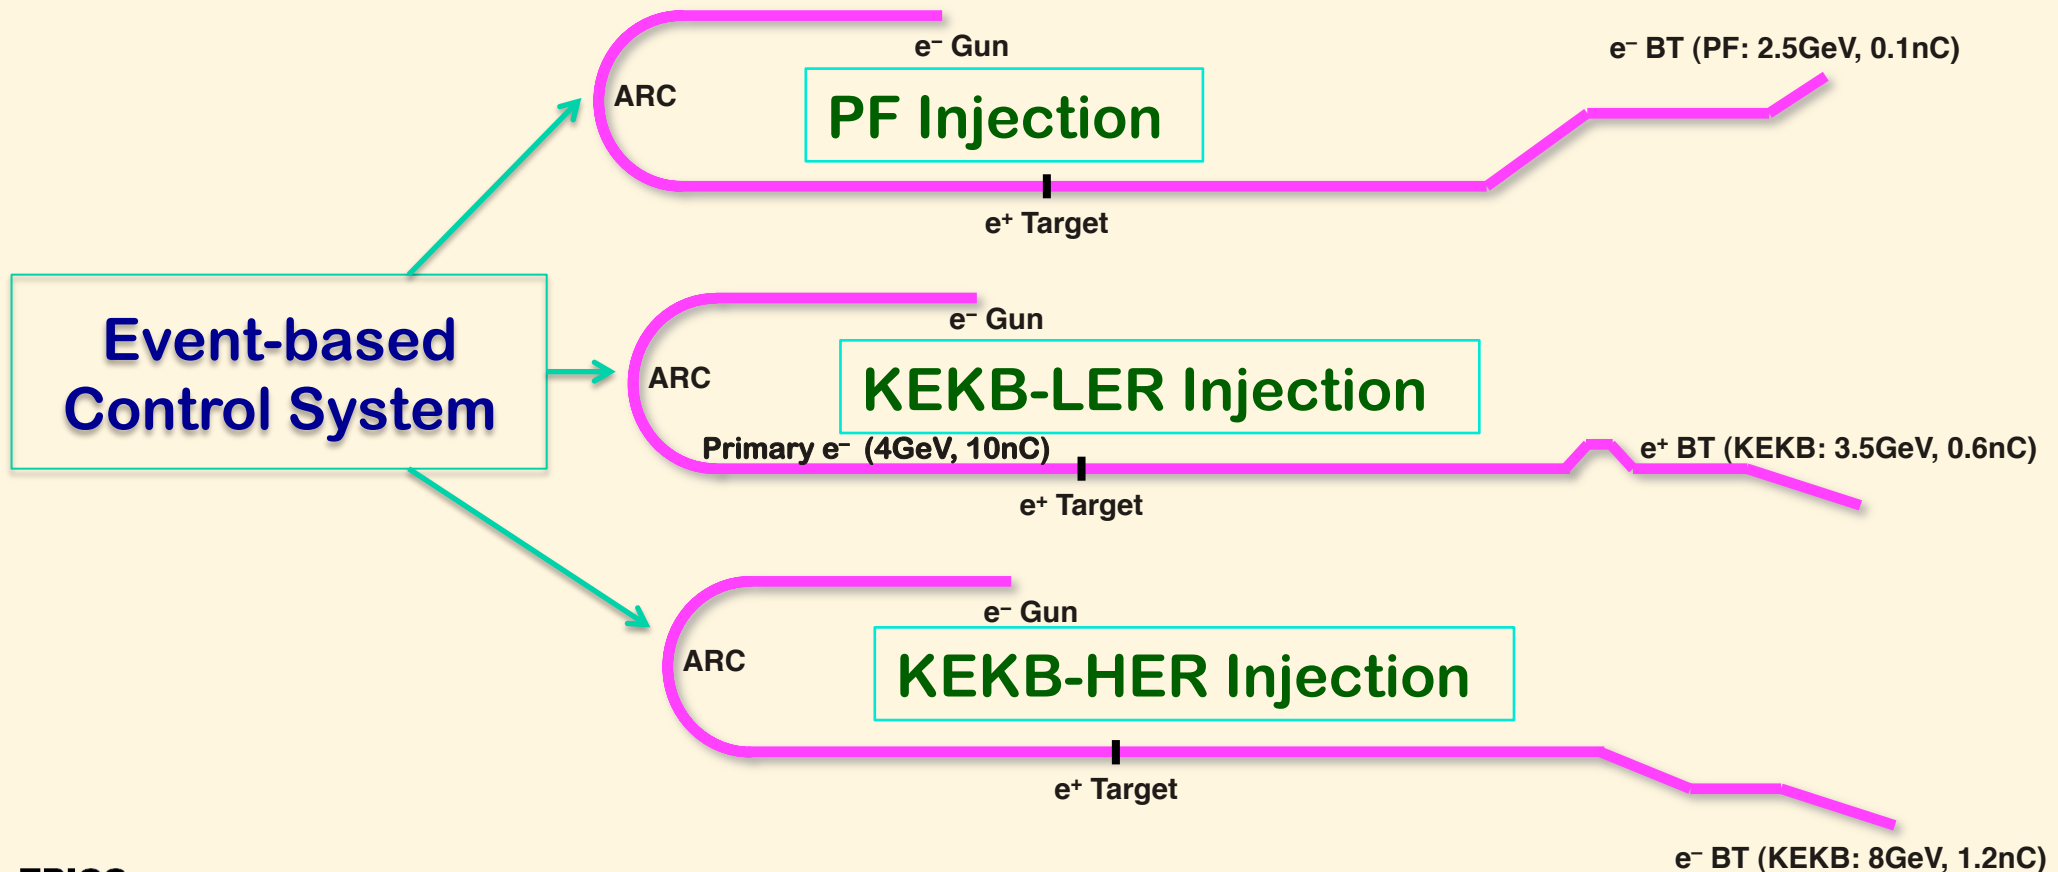 e⁻ Gun
e⁻ BT (PF: 2.5GeV, 0.1nC)
ARC
PF Injection
e⁺ Target
Event-based
Control System
e⁻ Gun
ARC
KEKB-LER Injection
Primary e⁻ (4GeV, 10nC)
e⁺ BT (KEKB: 3.5GeV, 0.6nC)
e⁺ Target
e⁻ Gun
ARC
KEKB-HER Injection
e⁺ Target
e⁻ BT (KEKB: 8GeV, 1.2nC)